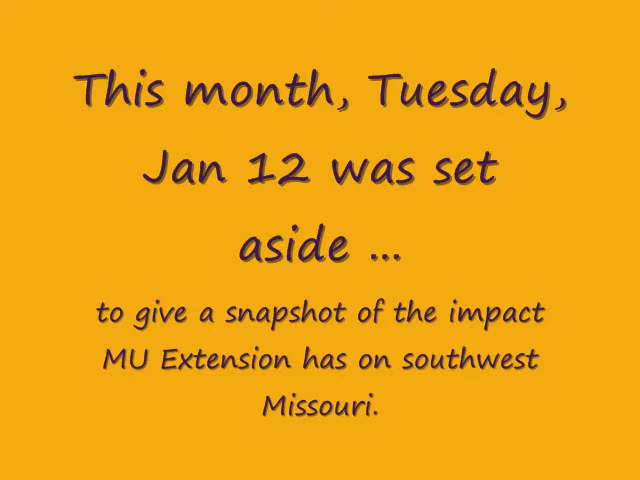 This month, Tuesday,
Jan 12 was set
aside ...
to give a snapshot of the impact
MU Extension has on southwest
Missouri.